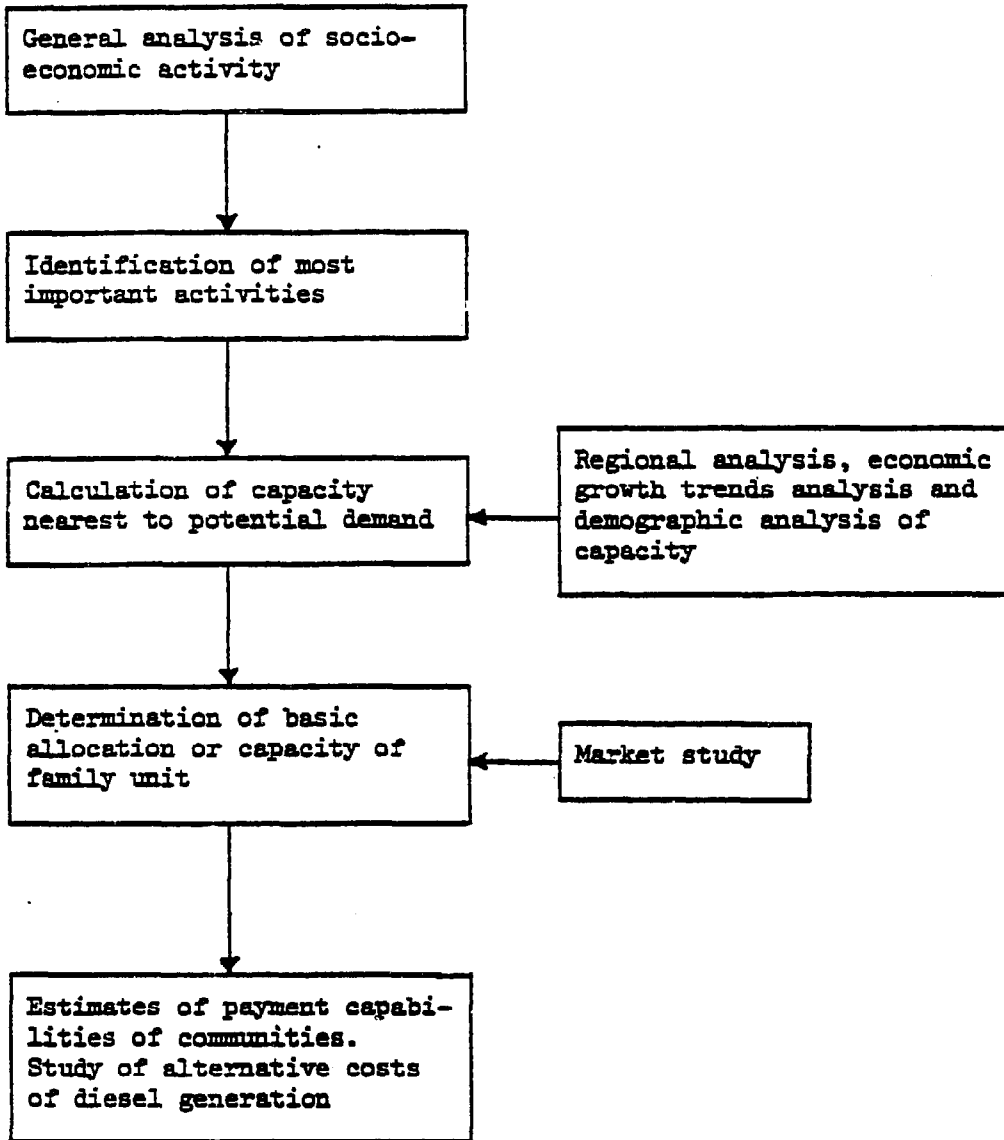 General analysis of socio-
economic activity
Identification of most
important activities
Calculation of capacity
nearest to potential demand
Regional analysis, economic
growth trends analysis and
demographic analysis of
capacity
Determination of basic
allocation or capacity of
family unit
Market study
Estimates of payment capabi-
lities of communities.
Study of alternative costs
of diesel generation